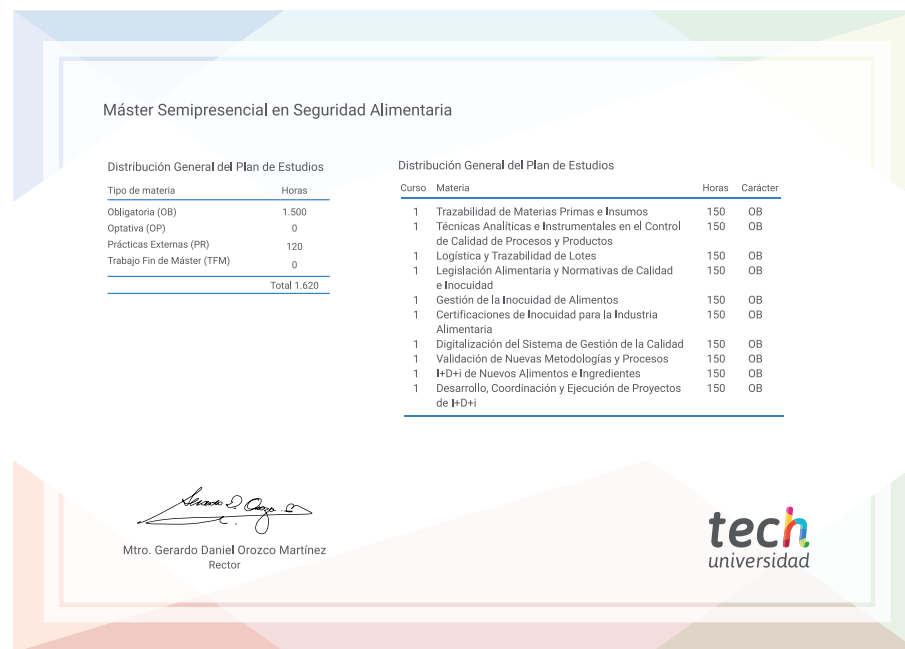 Máster Semipresencial en Seguridad Alimentaria
Distribución General del Plan de Estudios
Tipo de materia Horas
Obligatoria (OB) 1.500
Optativa (OP) 0
Prácticas Externas (PR) 120
Trabajo Fin de Máster (TFM) 0
Total 1.620
Distribución General del Plan de Estudios
Curso Materia Horas Carácter
1 Trazabilidad de Materias Primas e Insumos 150 OB
1 Técnicas Analíticas e Instrumentales en el Control 150 OB
de Calidad de Procesos y Productos
1 Logística y Trazabilidad de Lotes 150 OB
1 Legislación Alimentaria y Normativas de Calidad 150 OB
e Inocuidad
1 Gestión de la Inocuidad de Alimentos 150 OB
1 Certificaciones de Inocuidad para la Industria 150 OB
Alimentaria
1 Digitalización del Sistema de Gestión de la Calidad 150 OB
1 Validación de Nuevas Metodologías y Procesos 150 OB
1 I+D+i de Nuevos Alimentos e Ingredientes 150 OB
1 Desarrollo, Coordinación y Ejecución de Proyectos 150 OB
de I+D+i
Mtro. Gerardo Daniel Orozco Martínez
Rector
tech
universidad